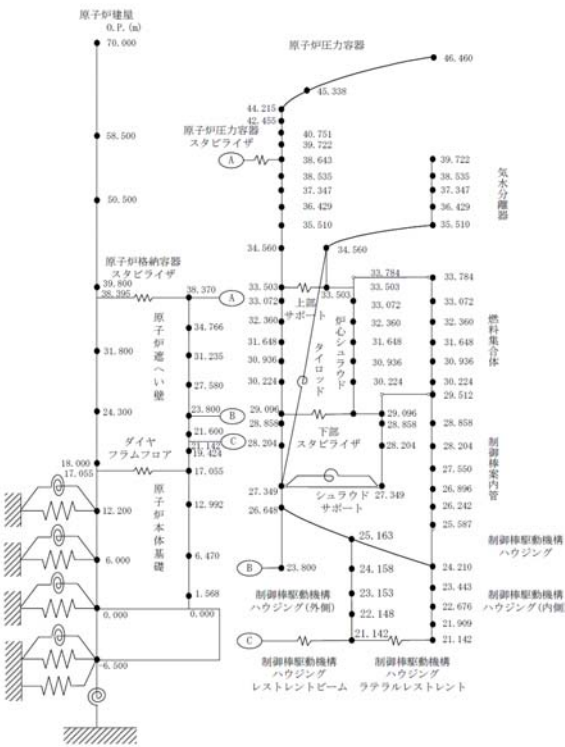 原子炉建屋
O.P.(m)
70.000
58.500
50.500
39.800
38.395
31.800
24.300
18.000
17.055
12.200
6.000
0.000
-6.500
原子炉格納容器
スタビライザ
38.370
A
34.766
31.235
27.580
23.800
B
21.600
21.142
C
19.424
17.055
12.992
6.470
1.568
0.000
原子炉遮へい壁
ダイヤ
フラムフロア
原子炉本体基礎
原子炉圧力容器
46.460
45.338
44.215
42.455
40.751
39.722
38.643
38.535
37.347
36.429
35.510
34.560
33.503
33.072
32.360
31.648
30.936
30.224
29.096
28.858
28.204
27.349
26.648
23.800
原子炉圧力容器
スタビライザ
A
B
上部
サポート
タイロッド
炉心シュラウド
34.560
33.503
33.784
33.503
33.072
32.360
31.648
30.936
30.224
29.096
28.858
28.204
27.349
下部
スタビライザ
シュラウド
サポート
39.722
38.535
37.347
36.429
35.510
気水分離器
33.784
33.072
32.360
31.648
30.936
30.224
29.512
燃料集合体
28.858
28.204
27.550
26.896
26.242
25.587
24.210
制御棒案内管
制御棒駆動機構
ハウジング
23.443
22.676
21.909
21.142
制御棒駆動機構
ハウジング(内側)
25.163
24.158
23.153
22.148
21.142
制御棒駆動機構
ハウジング(外側)
C
制御棒駆動機構
ハウジング
レストレントビーム
制御棒駆動機構
ハウジング
ラテラルレストレント